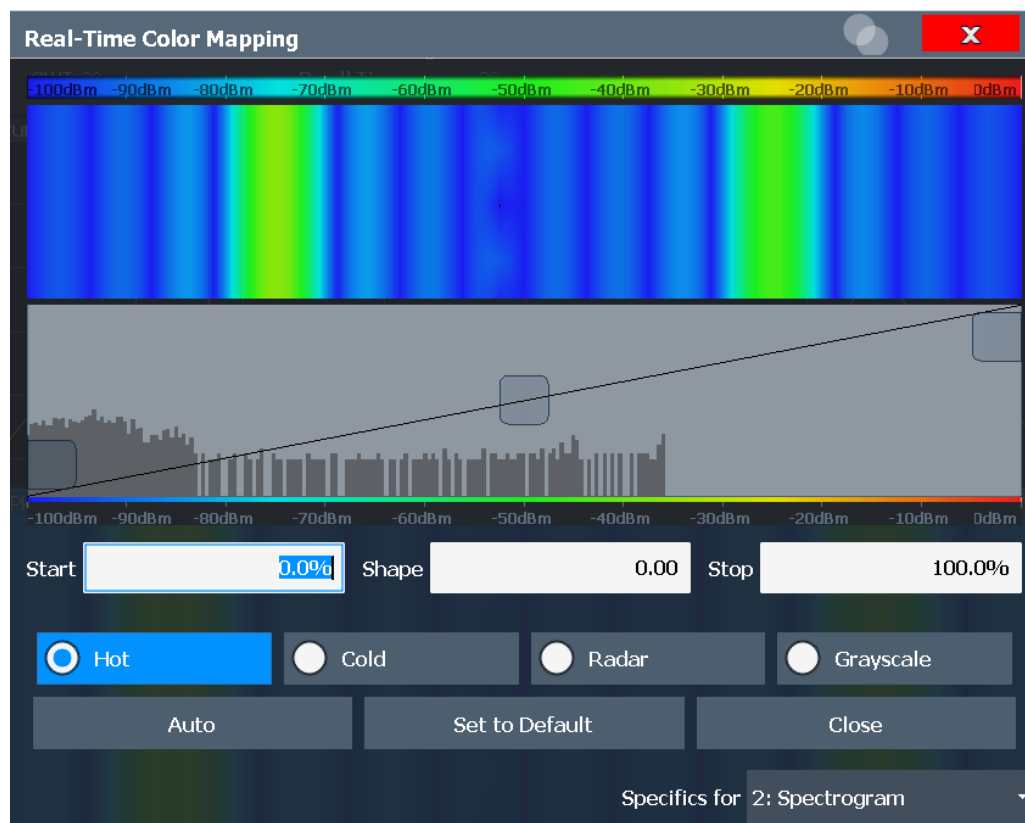 Real-Time Color Mapping
X
-100dBm -90dBm -80dBm -70dBm -60dBm -50dBm -40dBm -30dBm -20dBm -10dBm 0dBm
-100dBm -90dBm -80dBm -70dBm -60dBm -50dBm -40dBm -30dBm -20dBm -10dBm 0dBm
Start 0.0% Shape 0.00 Stop 100.0%
Hot Cold Radar Grayscale
Auto Set to Default Close
Specifics for 2: Spectrogram